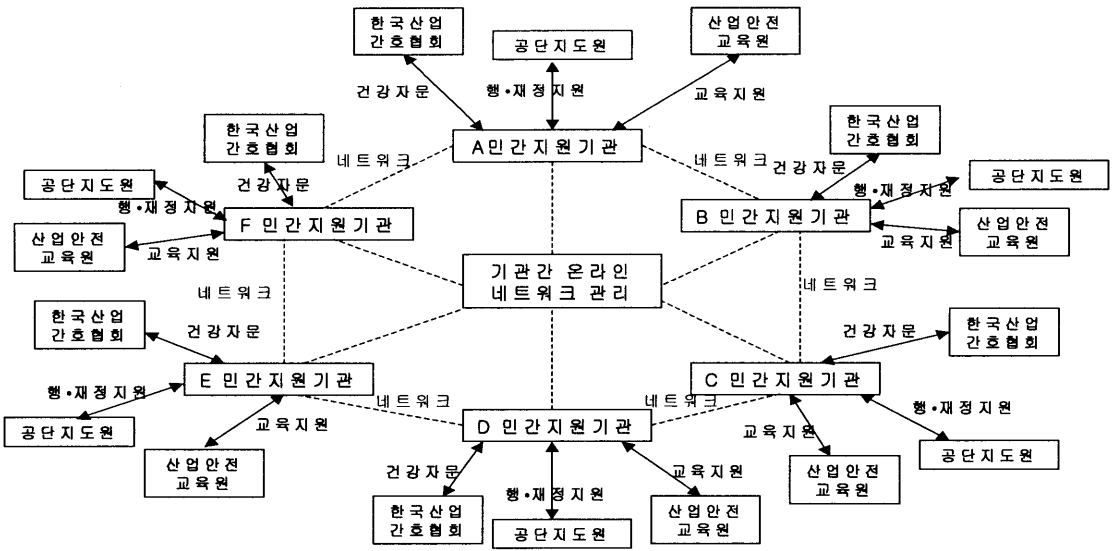 한국산업
간호협회
공단지도원
산업안전
교육원
건강자문
행•재정지원
교육지원
A민간지원기관
한국산업
간호협회
네트워크
네트워크
한국산업
간호협회
건강자문
건강자문
공단지도원
행•재정지원
행•재정지원
공단지도원
F 민간지원기관
B 민간지원기관
산업안전
교육원
교육지원
교육지원
산업안전
교육원
기관간 온라인
네트워크 관리
네트워크
네트워크
한국산업
간호협회
건강자문
건강자문
한국산업
간호협회
E 민간지원기관
C 민간지원기관
행•재정지원
네트워크
네트워크
행•재정지원
공단지도원
교육지원
D 민간지원기관
교육지원
공단지도원
산업안전
교육원
건강자문
교육지원
산업안전
교육원
한국산업
간호협회
행•재정지원
공단지도원
산업안전
교육원